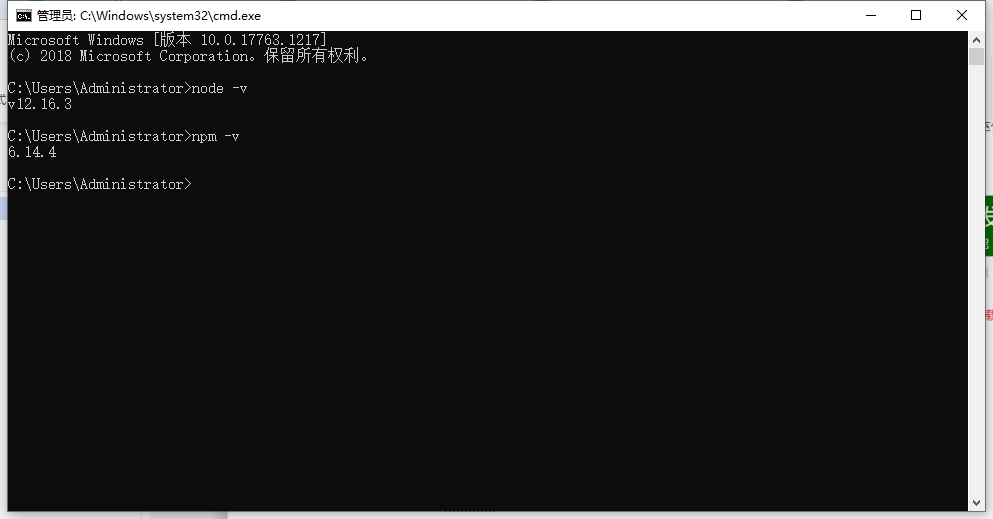 管理员: C:\Windows\system32\cmd.exe
Microsoft Windows [版本 10.0.17763.1217]
(c) 2018 Microsoft Corporation。保留所有权利。
C:\Users\Administrator>node -v
v12.16.3
C:\Users\Administrator>npm -v
6.14.4
C:\Users\Administrator>